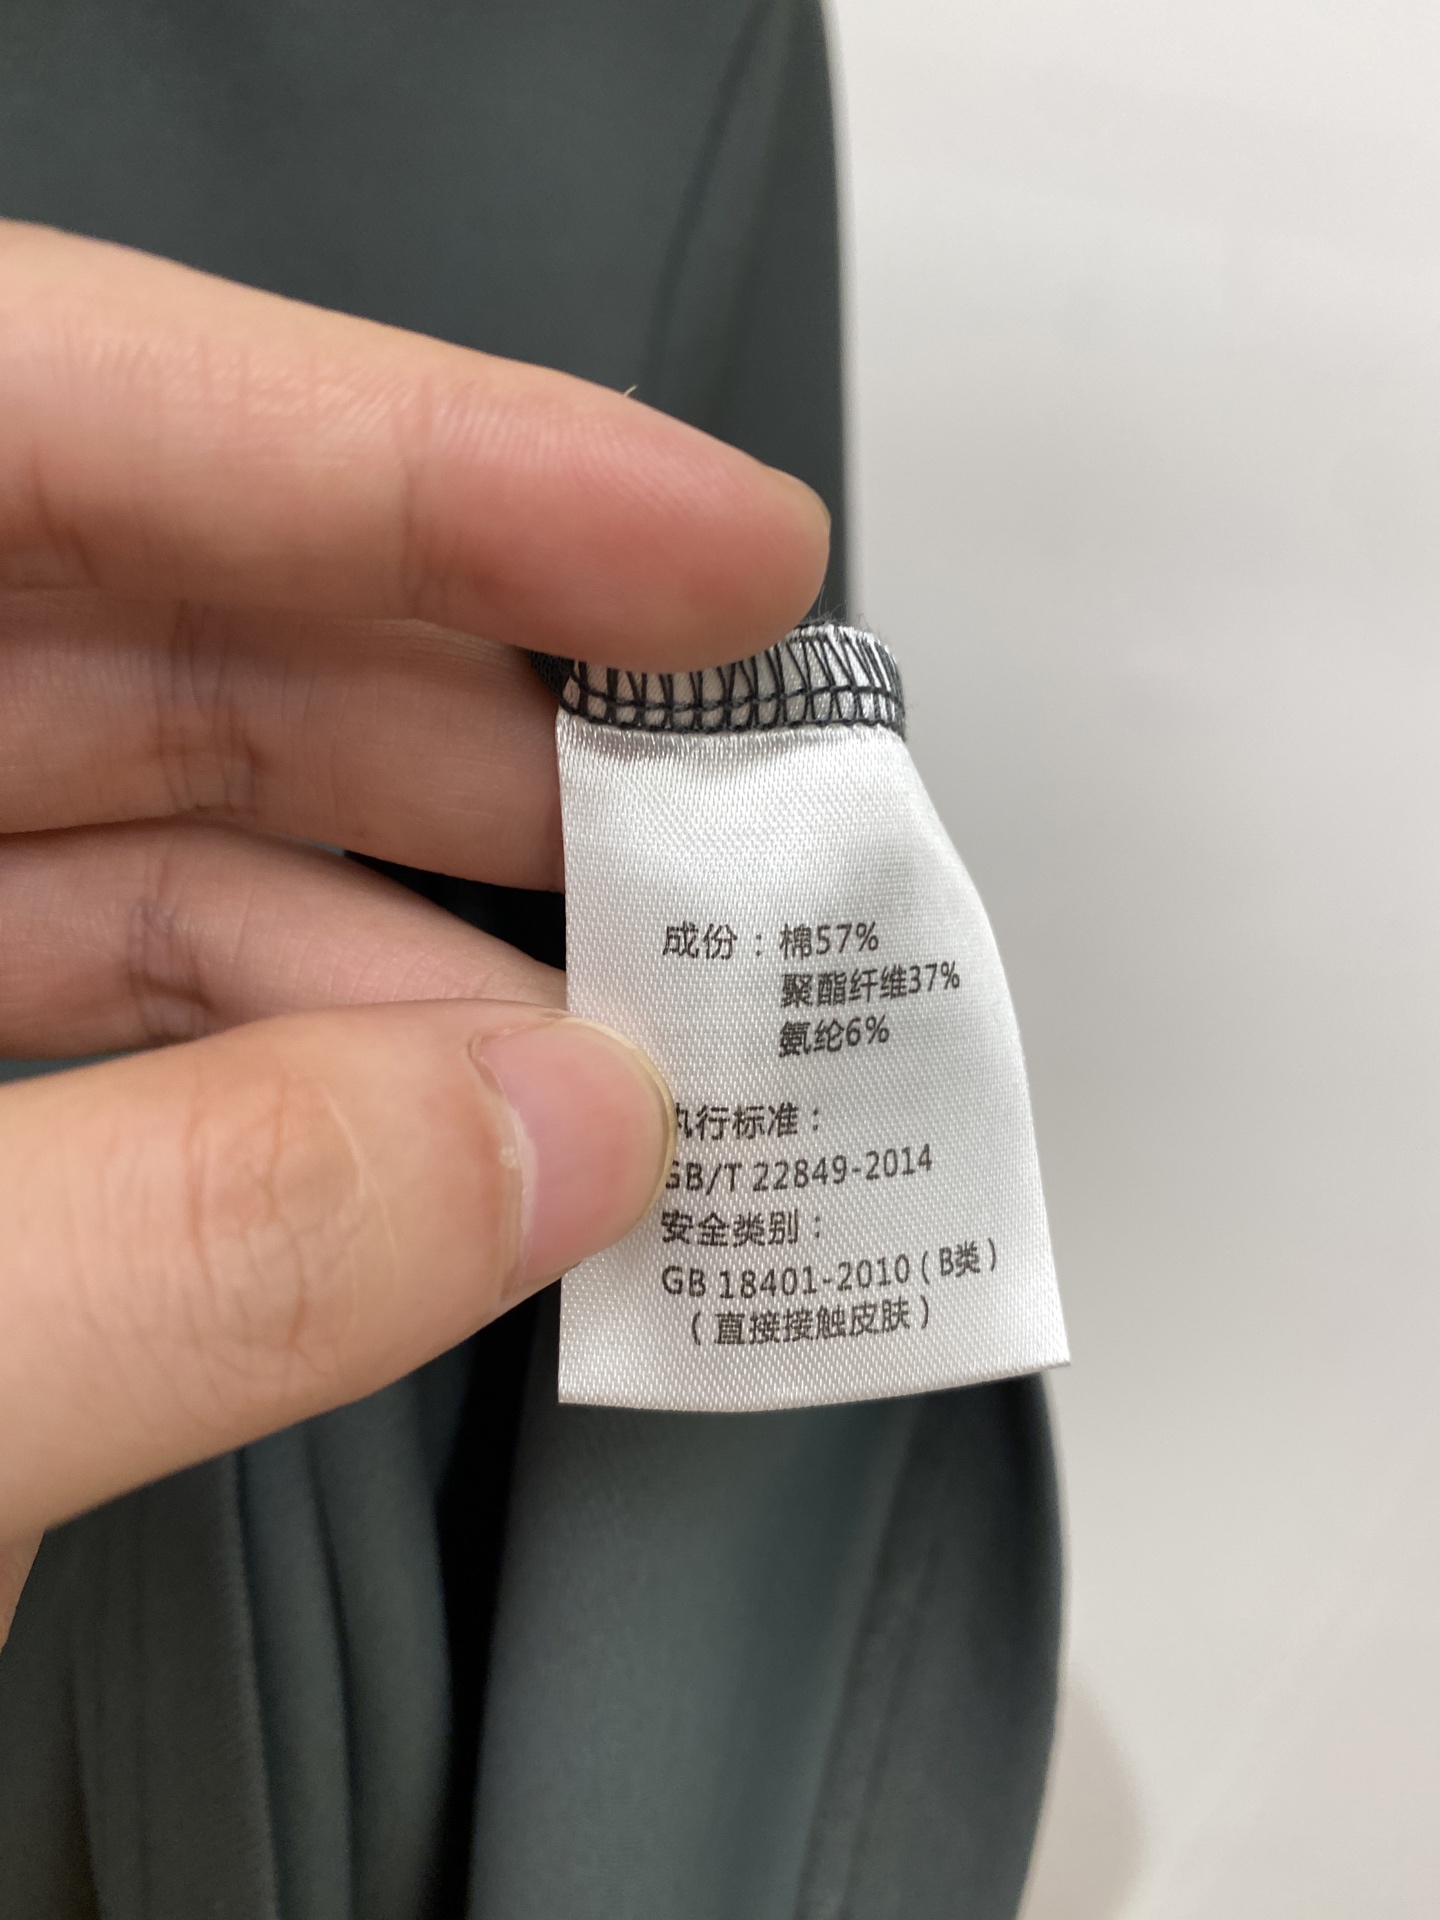 成份：棉57%
聚酯纤维37%
氨纶6%
执行标准：
GB/T 22849-2014
安全类别：
GB 18401-2010（B类）
（直接接触皮肤）